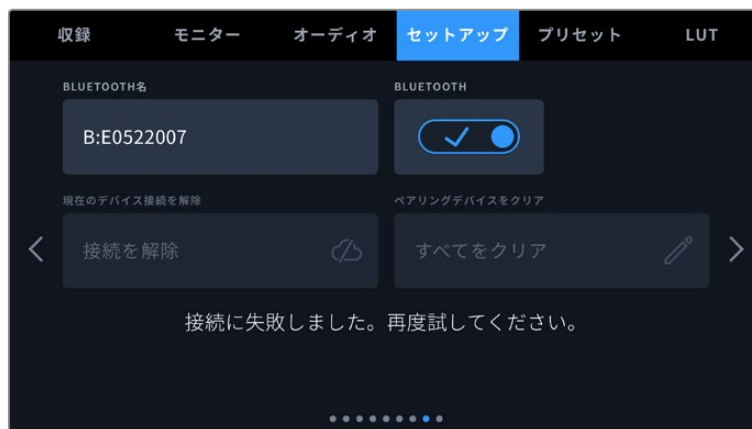 収録 モニター オーディオ セットアップ プリセット LUT
BLUETOOTH名 BLUETOOTH
B:E0522007
現在のデバイス接続を解除 ペアリングデバイスをクリア
接続を解除 すべてをクリア
接続に失敗しました。再度試してください。